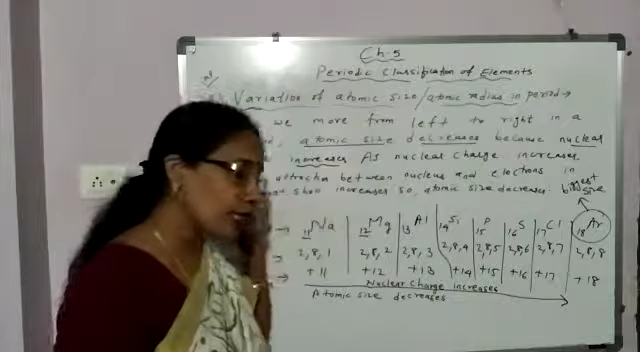 Ch-5
Periodic Classification of Elements
Variation of atomic size/atomic radius in period →
we move from left to right in a
atomic size decreases because nuclear
increases As nuclear charge increases
between nucleus and electrons in
shell increases so, atomic size decreases. biggest size
→ 11Na 12Mg 13Al 14Si 15P 16S 17Cl 18Ar
2,8,1 2,8,2 2,8,3 2,8,4 2,8,5 2,8,6 2,8,7 2,8,8
→ +11 +12 +13 +14 +15 +16 +17 +18
Nuclear charge increases
Atomic size decreases